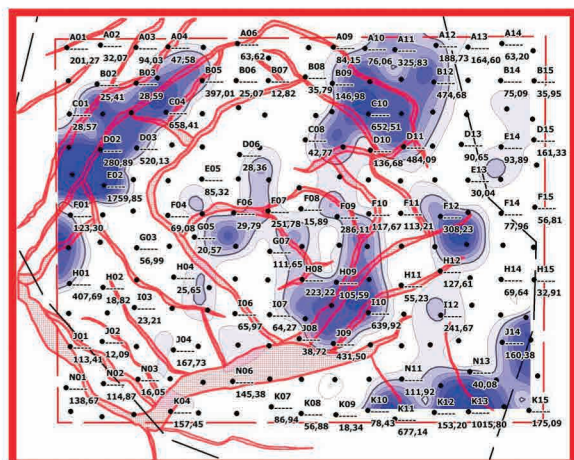 A01 ------ 201,27
A02 ------ 32,07
A03 ------ 94,03
A04 ------ 47,58
A06 ------ 63,62
A09 ------ 84,15
A10 ------ 76,06
A11 ------ 325,83
A12 ------ 188,73
A13 ------ 164,60
A14 ------ 63,20
B02 ------ 25,41
B03 ------ 28,59
B05 ------ 397,01
B06 ------ 25,07
B07 ------ 12,82
B08 ------ 35,79
B09 ------ 146,98
B12 ------ 474,68
B14 ------ 75,09
B15 ------ 35,95
C01 ------ 28,57
C04 ------ 658,41
C08 ------ 42,77
C10 ------ 652,51
D02 ------ 280,89
D03 ------ 520,13
D06 ------ 28,36
D10 ------ 136,68
D11 ------ 484,09
D13 ------ 90,65
E14 ------ 93,89
D15 ------ 161,33
E02 ------ 1759,85
E05 ------ 85,32
E13 ------ 30,04
F01 ------ 123,30
F04 ------ 69,08
F06 ------ 29,79
F07 ------ 251,78
F08 ------ 15,89
F09 ------ 286,11
F10 ------ 117,67
F11 ------ 113,21
F12 ------ 308,23
F14 ------ 77,96
F15 ------ 56,81
G03 ------ 56,99
G05 ------ 20,57
G07 ------ 111,65
H01 ------ 407,69
H02 ------ 18,82
H04 ------ 25,65
H08 ------ 223,22
H09 ------ 105,59
H11 ------ 55,23
H12 ------ 127,61
H14 ------ 69,64
H15 ------ 32,91
I03 ------ 23,21
I06 ------ 65,97
I07 ------ 64,27
I10 ------ 639,92
I12 ------ 241,67
J01 ------ 113,41
J02 ------ 12,09
J04 ------ 167,73
J08 ------ 38,72
J09 ------ 431,50
J14 ------ 160,38
N01 ------ 138,67
N02 ------ 114,87
N03 ------ 16,05
N06 ------ 145,38
N11 ------ 111,92
N13 ------ 40,08
K04 ------ 157,45
K07 ------ 86,94
K08 ------ 56,88
K09 ------ 18,34
K10 ------ 78,43
K11 ------ 677,14
K12 ------ 153,20
K13 ------ 1015,80
K15 ------ 175,09